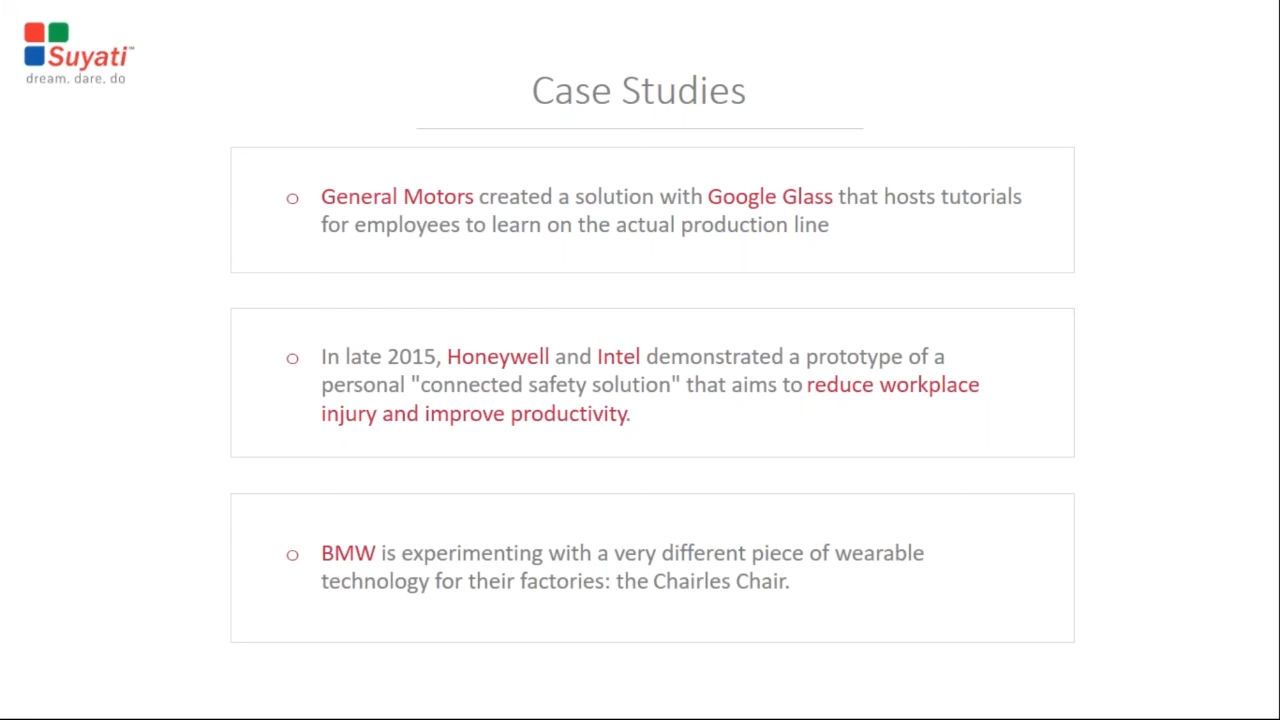 Suyati™
dream. dare. do
Case Studies
o General Motors created a solution with Google Glass that hosts tutorials
for employees to learn on the actual production line
o In late 2015, Honeywell and Intel demonstrated a prototype of a
personal "connected safety solution" that aims to reduce workplace
injury and improve productivity.
o BMW is experimenting with a very different piece of wearable
technology for their factories: the Chairles Chair.